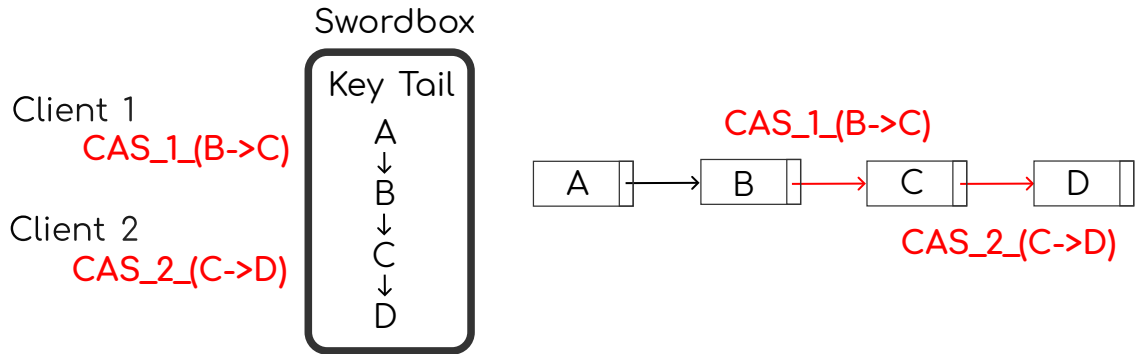 Swordbox
Key Tail
A
B
C
D
Client 1
CAS_1_(B->C)
Client 2
CAS_2_(C->D)
CAS_1_(B->C)
A
B
C
D
CAS_2_(C->D)